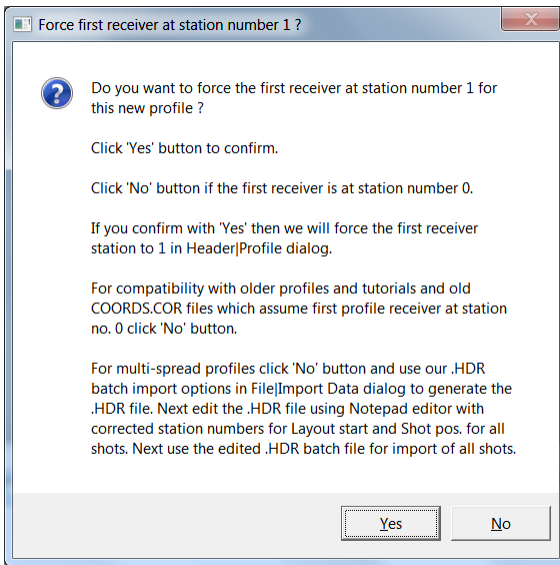 Force first receiver at station number 1 ?
Do you want to force the first receiver at station number 1 for
this new profile ?
Click 'Yes' button to confirm.
Click 'No' button if the first receiver is at station number 0.
If you confirm with 'Yes' then we will force the first receiver
station to 1 in Header|Profile dialog.
For compatibility with older profiles and tutorials and old
COORDS.COR files which assume first profile receiver at station
no. 0 click 'No' button.
For multi-spread profiles click 'No' button and use our .HDR
batch import options in File|Import Data dialog to generate the
.HDR file. Next edit the .HDR file using Notepad editor with
corrected station numbers for Layout start and Shot pos. for all
shots. Next use the edited .HDR batch file for import of all shots.
Yes
No